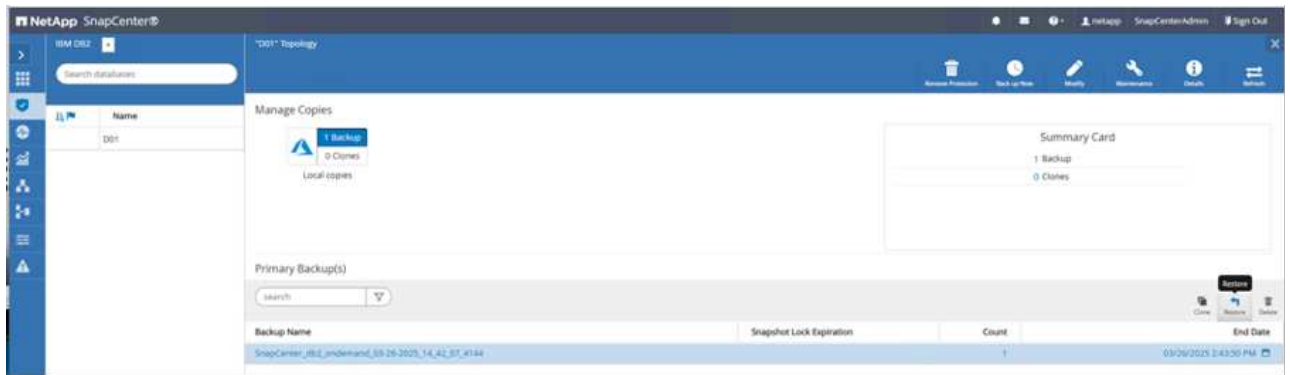 NetApp SnapCenter®
netapp SnapCenterAdmin Sign Out
IBM DB2
"D01" Topology
Search databases
Remove Protection Back up Now Modify Maintenance Details Refresh
Name
D01
Manage Copies
1 Backup
0 Clones
Local copies
Summary Card
1 Backup
0 Clones
Primary Backup(s)
search
Restore
Clone Restore Delete
Backup Name Snapshot Lock Expiration Count End Date
SnapCenter_db2_ondemand_03-26-2025_14_42_07_4144 1 03/26/2025 2:43:50 PM